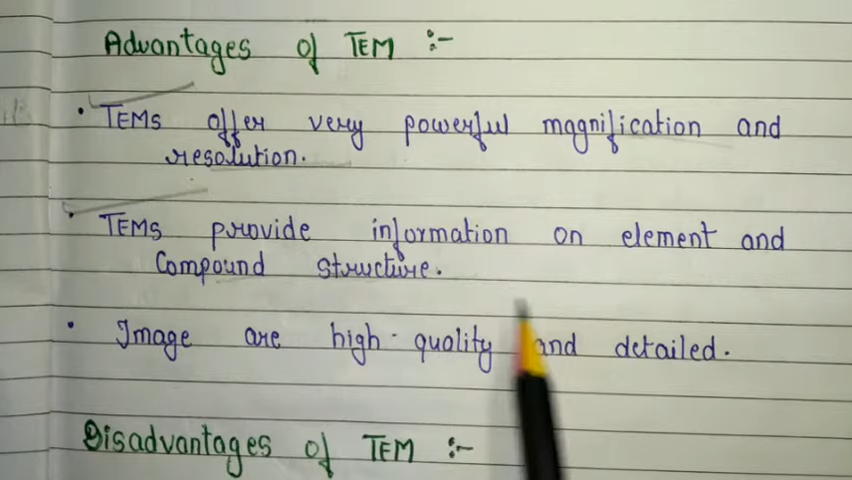 Advantages of TEM :-
• TEMs offer very powerful magnification and
resolution.
• TEMs provide information on element and
Compound structure.
• Image are high-quality and detailed.
Disadvantages of TEM :-